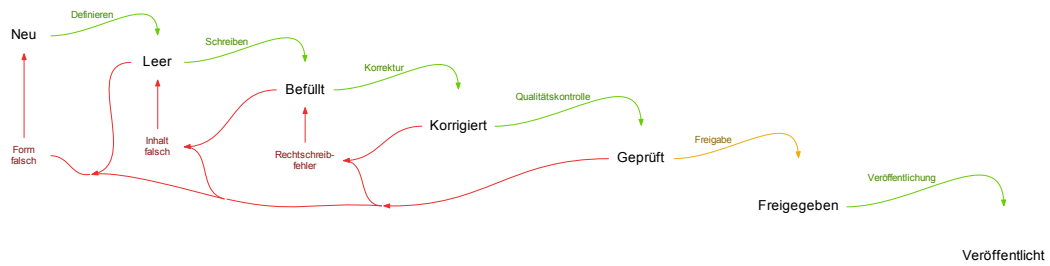 Definieren
Neu
Schreiben
Leer
Korrektur
Befüllt
Qualitätskontrolle
Korrigiert
Freigabe
Form
falsch
Inhalt
falsch
Rechtschreib-
fehler
Geprüft
Veröffentlichung
Freigegeben
Veröffentlicht